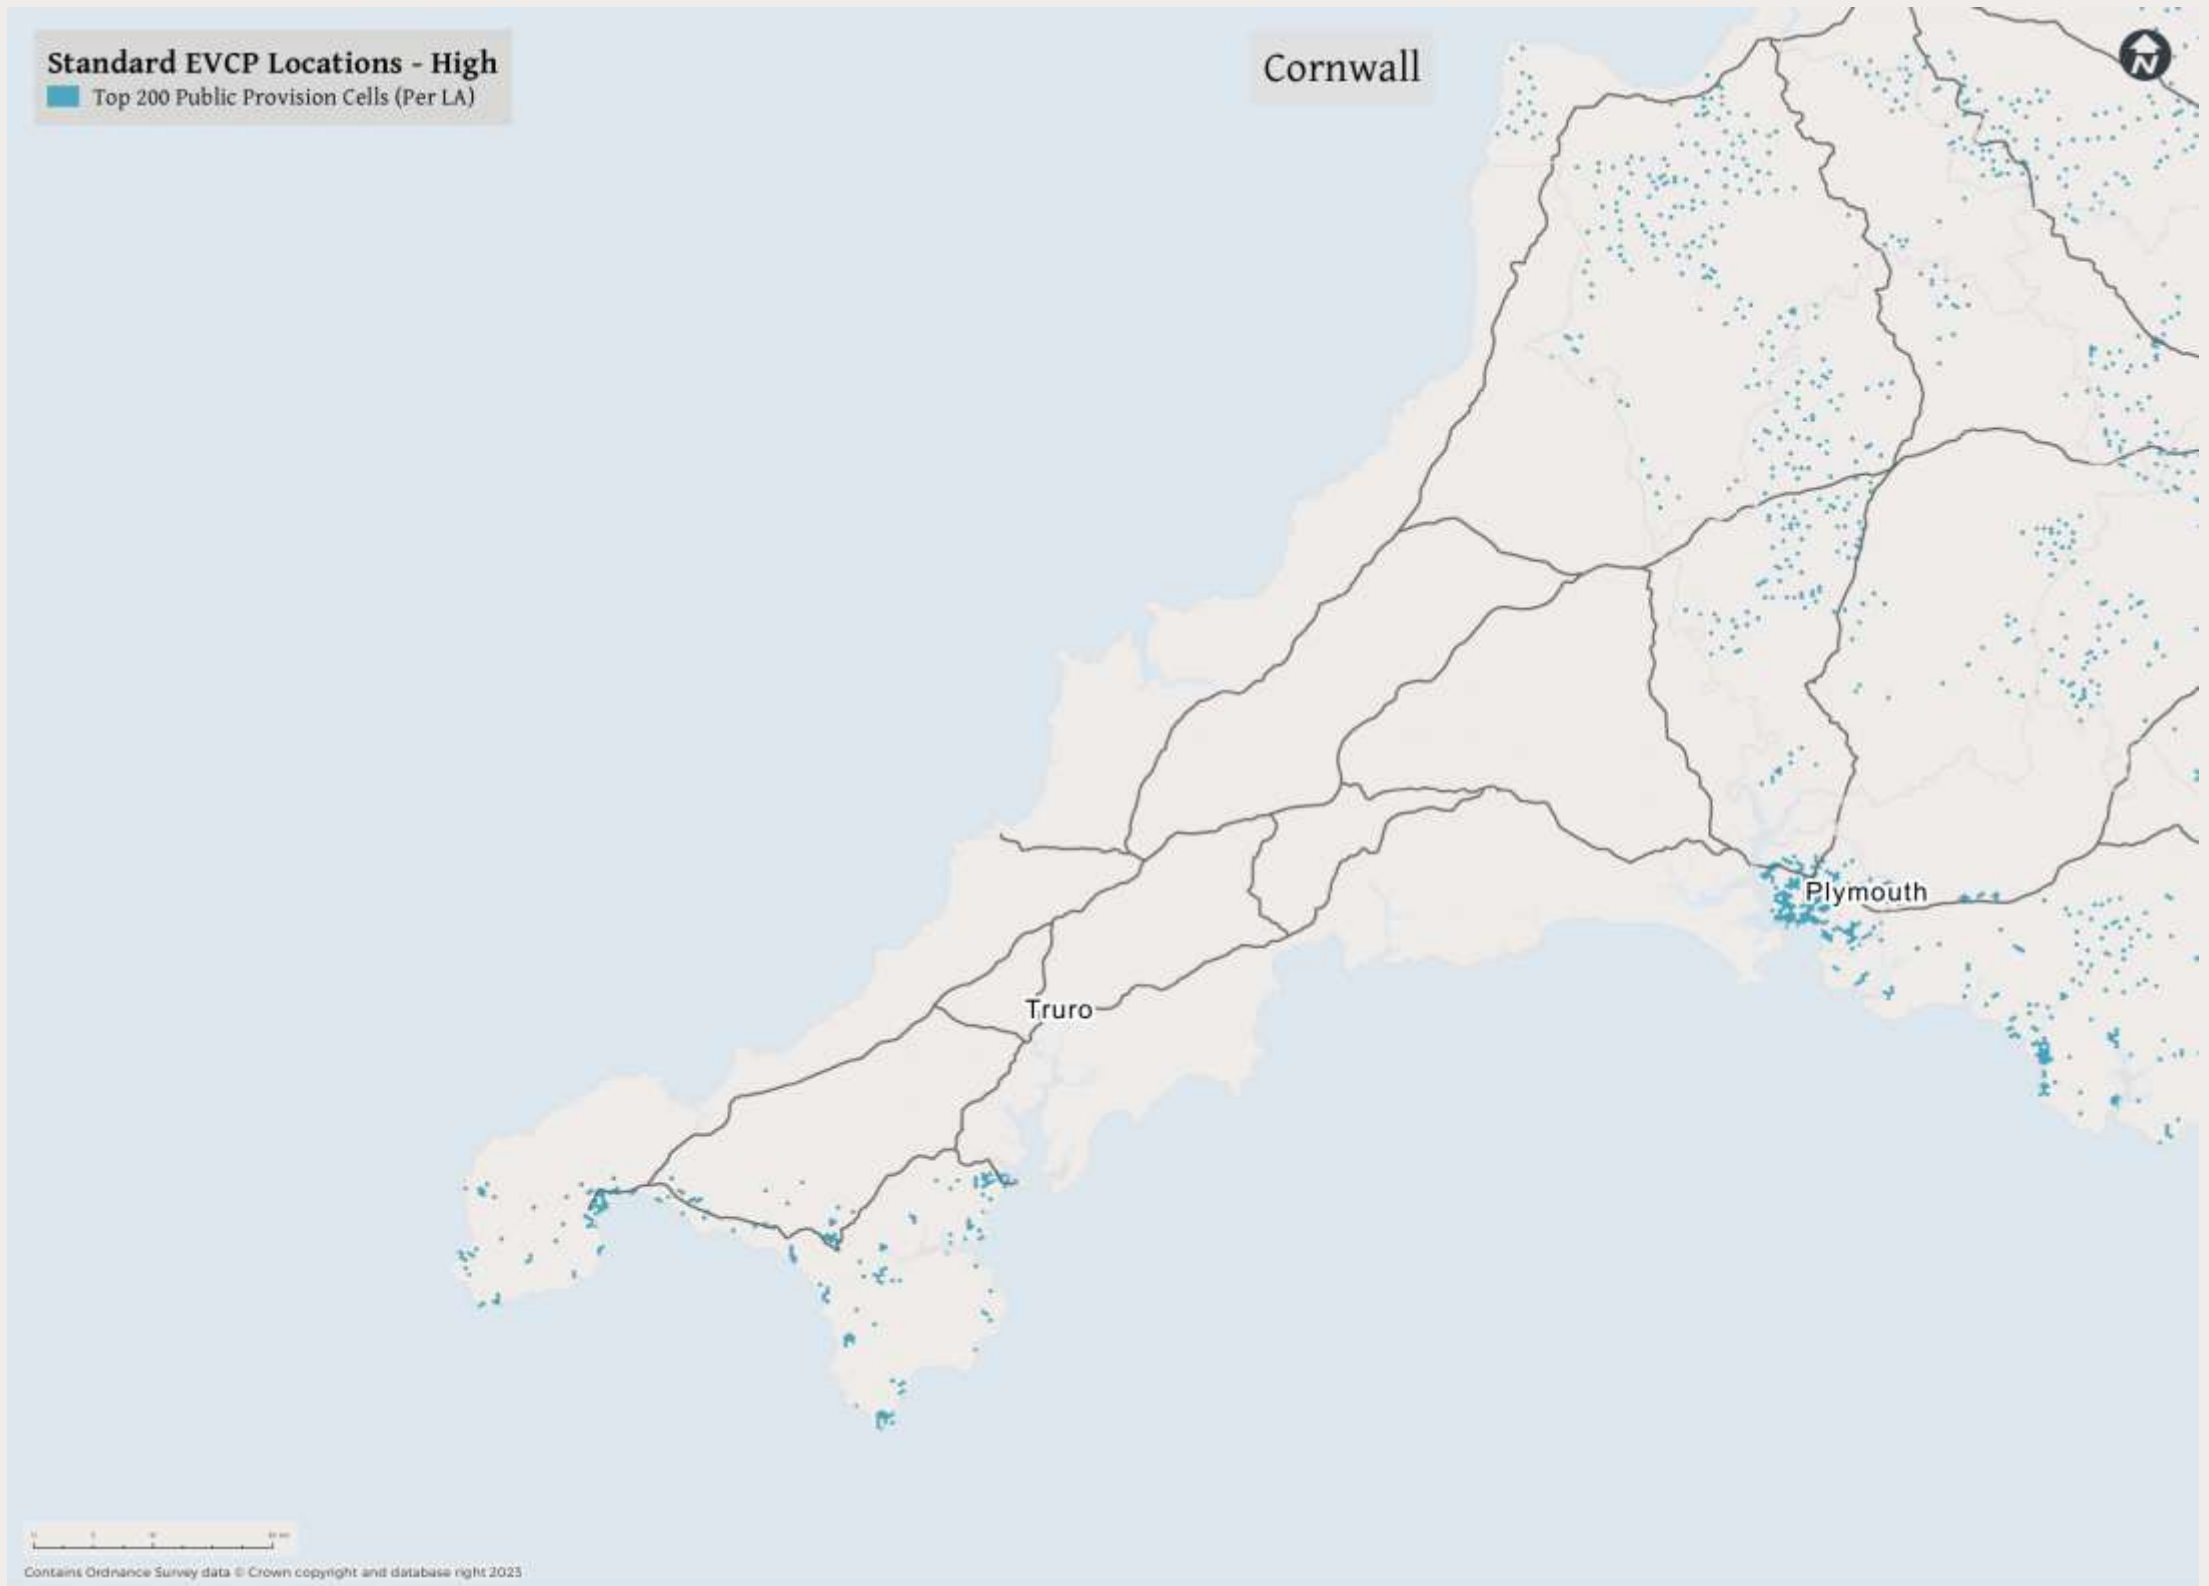 Standard EVCP Locations - High
Top 200 Public Provision Cells (Per LA)
Cornwall
N
Plymouth
Truro
Contains Ordnance Survey data © Crown copyright and database right 2023